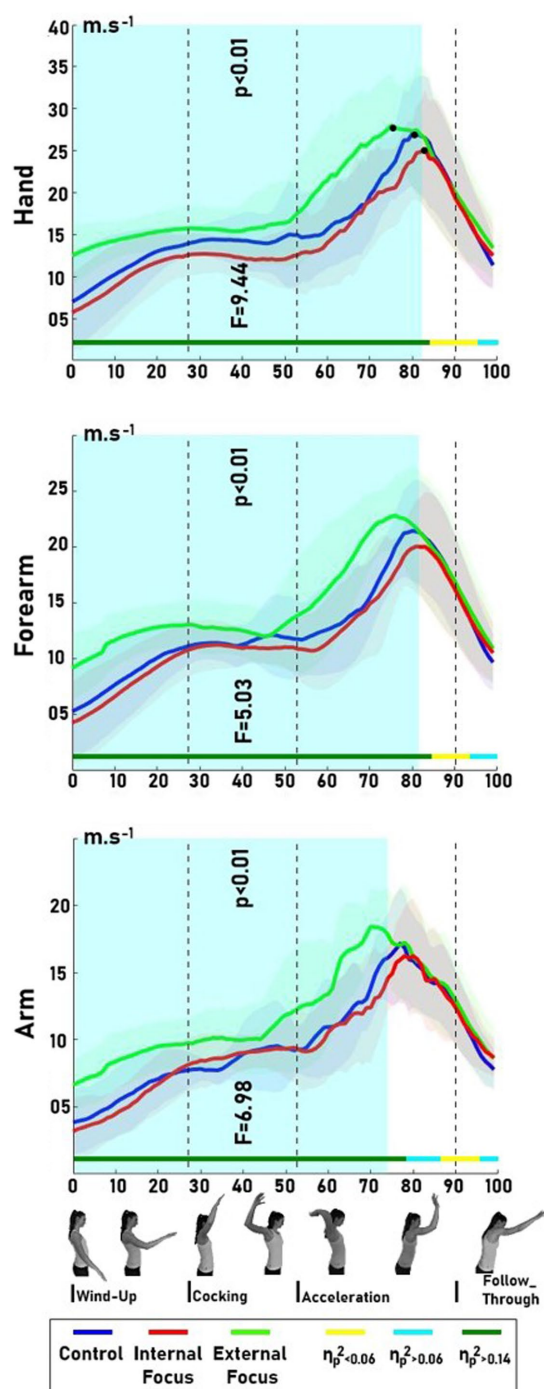 40
m.s-1
35
30
25
20
15
10
05
Hand
p<0.01
F=9.44
0 10 20 30 40 50 60 70 80 90 100
30
m.s-1
25
20
15
10
05
Forearm
p<0.01
F=5.03
0 10 20 30 40 50 60 70 80 90 100
m.s-1
20
15
10
05
Arm
p<0.01
F=6.98
0 10 20 30 40 50 60 70 80 90 100
Wind-Up Cocking Acceleration Follow_
Through
Control Internal Focus External Focus ηp2<0.06 ηp2>0.06 ηp2>0.14